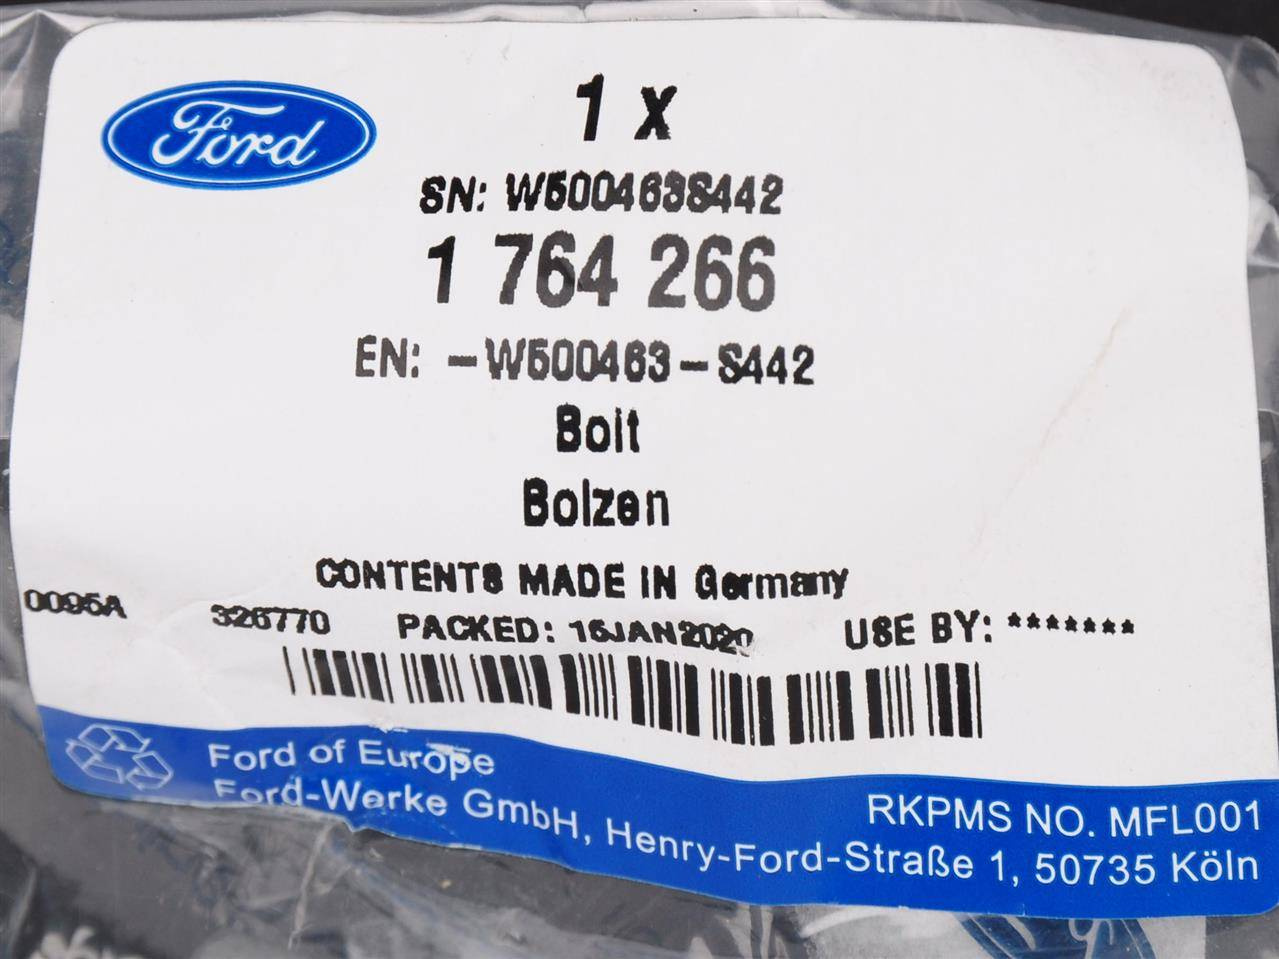 Ford
1 x
SN: W500463S442
1 764 266
EN: -W500463-S442
Bolt
Bolzen
CONTENTS MADE IN Germany
0095A 326770 PACKED: 16JAN2020 USE BY: *******
Ford of Europe
Ford-Werke GmbH, Henry-Ford-Straße 1, 50735 Köln
RKPMS NO. MFL001